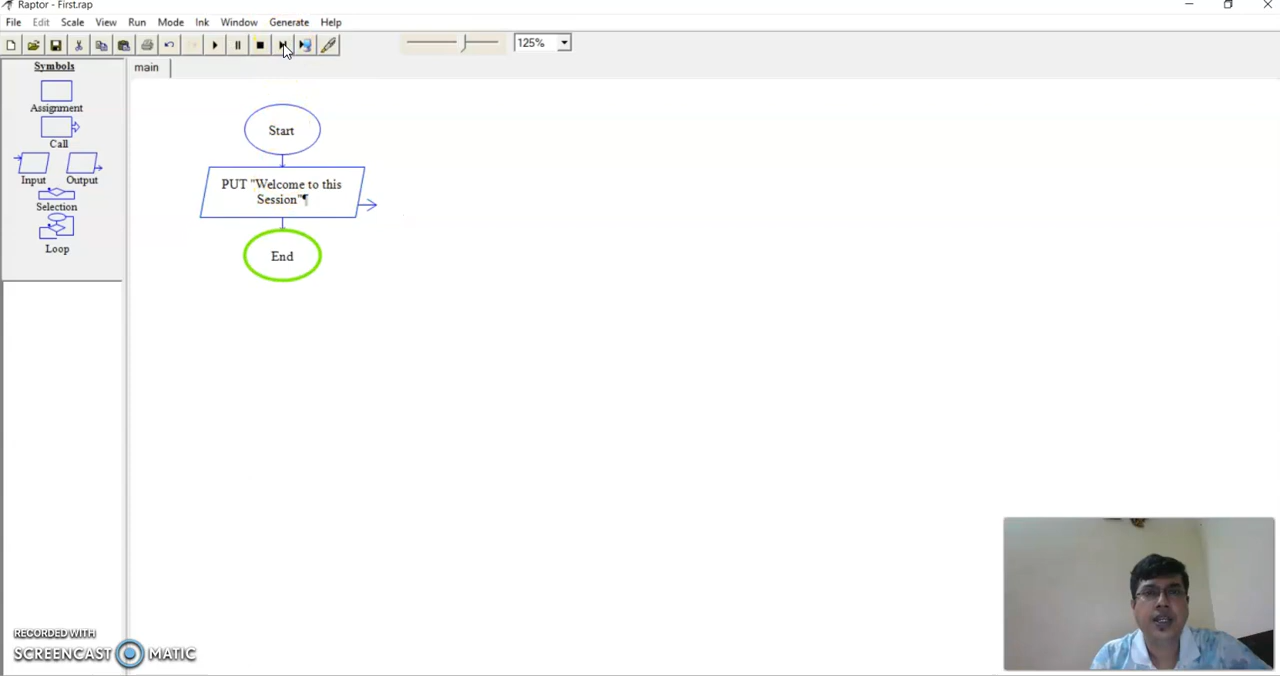 Raptor - First.rap
File Edit Scale View Run Mode Ink Window Generate Help
125%
Symbols
Assignment
Call
Input Output
Selection
Loop
main
Start
PUT "Welcome to this
Session"¶
End
RECORDED WITH
SCREENCAST MATIC